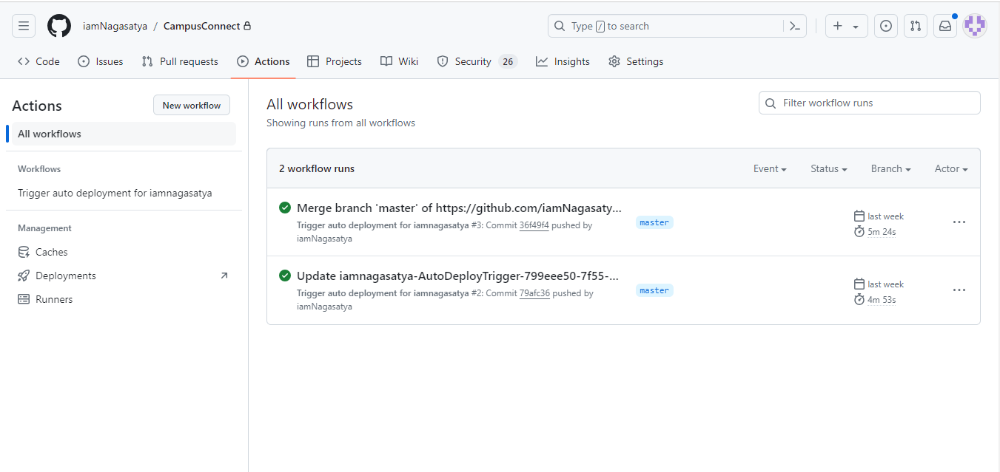 iamNagasatya / CampusConnect
Type / to search
Code
Issues
Pull requests
Actions
Projects
Wiki
Security 26
Insights
Settings
Actions
New workflow
All workflows
Workflows
Trigger auto deployment for iamnagasatya
Management
Caches
Deployments
Runners
All workflows
Showing runs from all workflows
Filter workflow runs
2 workflow runs
Event
Status
Branch
Actor
Merge branch 'master' of https://github.com/iamNagasaty...
Trigger auto deployment for iamnagasatya #3: Commit 36f49f4 pushed by
iamNagasatya
master
last week
5m 24s
Update iamnagasatya-AutoDeployTrigger-799eee50-7f55-...
Trigger auto deployment for iamnagasatya #2: Commit 79afc36 pushed by
iamNagasatya
master
last week
4m 53s